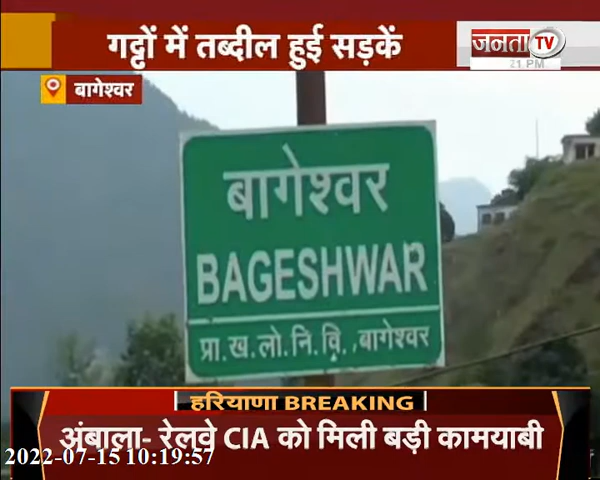 गड्ढों में तब्दील हुई सड़कें
जनता TV
21 PM
बागेश्वर
बागेश्वर
BAGESHWAR
प्रा.ख.लो.नि.वि., बागेश्वर
हरियाणा BREAKING
अंबाला- रेलवे CIA को मिली बड़ी कामयाबी
2022-07-15 10:19:57